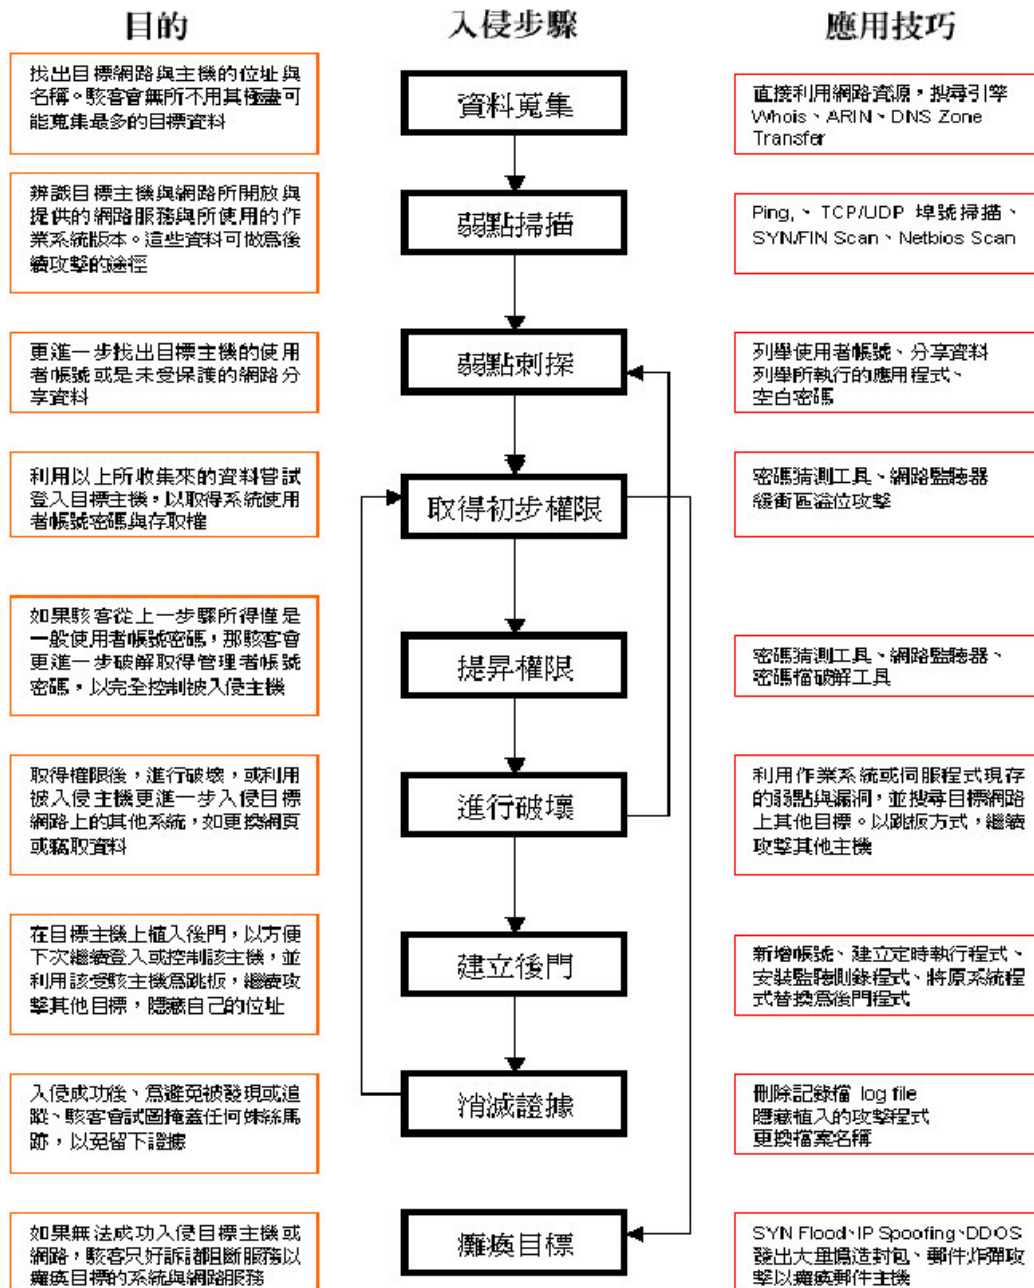 目的
入侵步驟
應用技巧
找出目標網路與主機的位址與
名稱。駭客會無所不用其極盡可
能蒐集最多的目標資料
資料蒐集
直接利用網路資源，搜尋引擎
Whois、ARIN、DNS Zone
Transfer
辨識目標主機與網路所開放與
提供的網路服務與所使用的作
業系統版本。這些資料可做為後
續攻擊的途徑
弱點掃描
Ping,、TCP/UDP 埠號掃描、
SYN/FIN Scan、Netbios Scan
更進一步找出目標主機的使用
者帳號或是未受保護的網路分
享資料
弱點刺探
列舉使用者帳號、分享資料
列舉所執行的應用程式、
空白密碼
利用以上所收集來的資料嘗試
登入目標主機，以取得系統使用
者帳號密碼與存取權
取得初步權限
密碼猜測工具、網路監聽器
緩衝區溢位攻擊
如果駭客從上一步驟所得僅是
一般使用者帳號密碼，那駭客會
更進一步破解取得管理者帳號
密碼，以完全控制被入侵主機
提昇權限
密碼猜測工具、網路監聽器、
密碼檔破解工具
取得權限後，進行破壞，或利用
被入侵主機更進一步入侵目標
網路上的其他系統，如更換網頁
或竊取資料
進行破壞
利用作業系統或伺服程式現存
的弱點與漏洞，並搜尋目標網路
上其他目標。以跳板方式，繼續
攻擊其他主機
在目標主機上植入後門，以方便
下次繼續登入或控制該主機，並
利用該受駭主機為跳板，繼續攻
擊其他目標，隱藏自己的位址
建立後門
新增帳號、建立定時執行程式、
安裝監聽側錄程式、將原系統程
式替換為後門程式
入侵成功後、為避免被發現或追
蹤、駭客會試圖掩蓋任何蛛絲馬
跡，以免留下證據
消滅證據
刪除記錄檔 log file
隱藏植入的攻擊程式
更換檔案名稱
如果無法成功入侵目標主機或
網路，駭客只好訴諸阻斷服務以
癱瘓目標的系統與網路服務
癱瘓目標
SYN Flood、IP Spoofing、DDOS
發出大量偽造封包、郵件炸彈攻
擊以癱瘓郵件主機